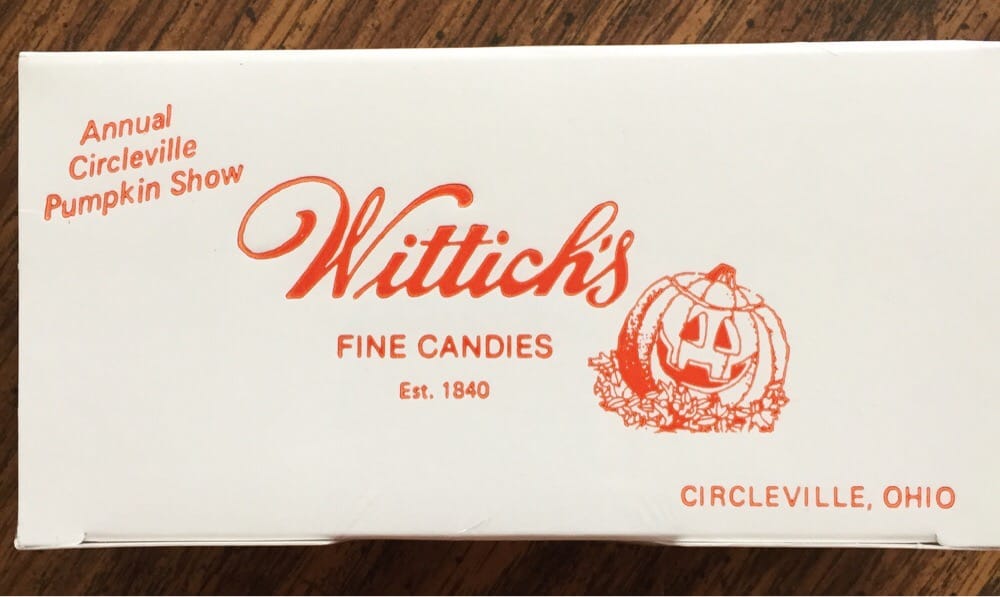 Annual
Circleville
Pumpkin Show
Wittich's
FINE CANDIES
Est. 1840
CIRCLEVILLE, OHIO